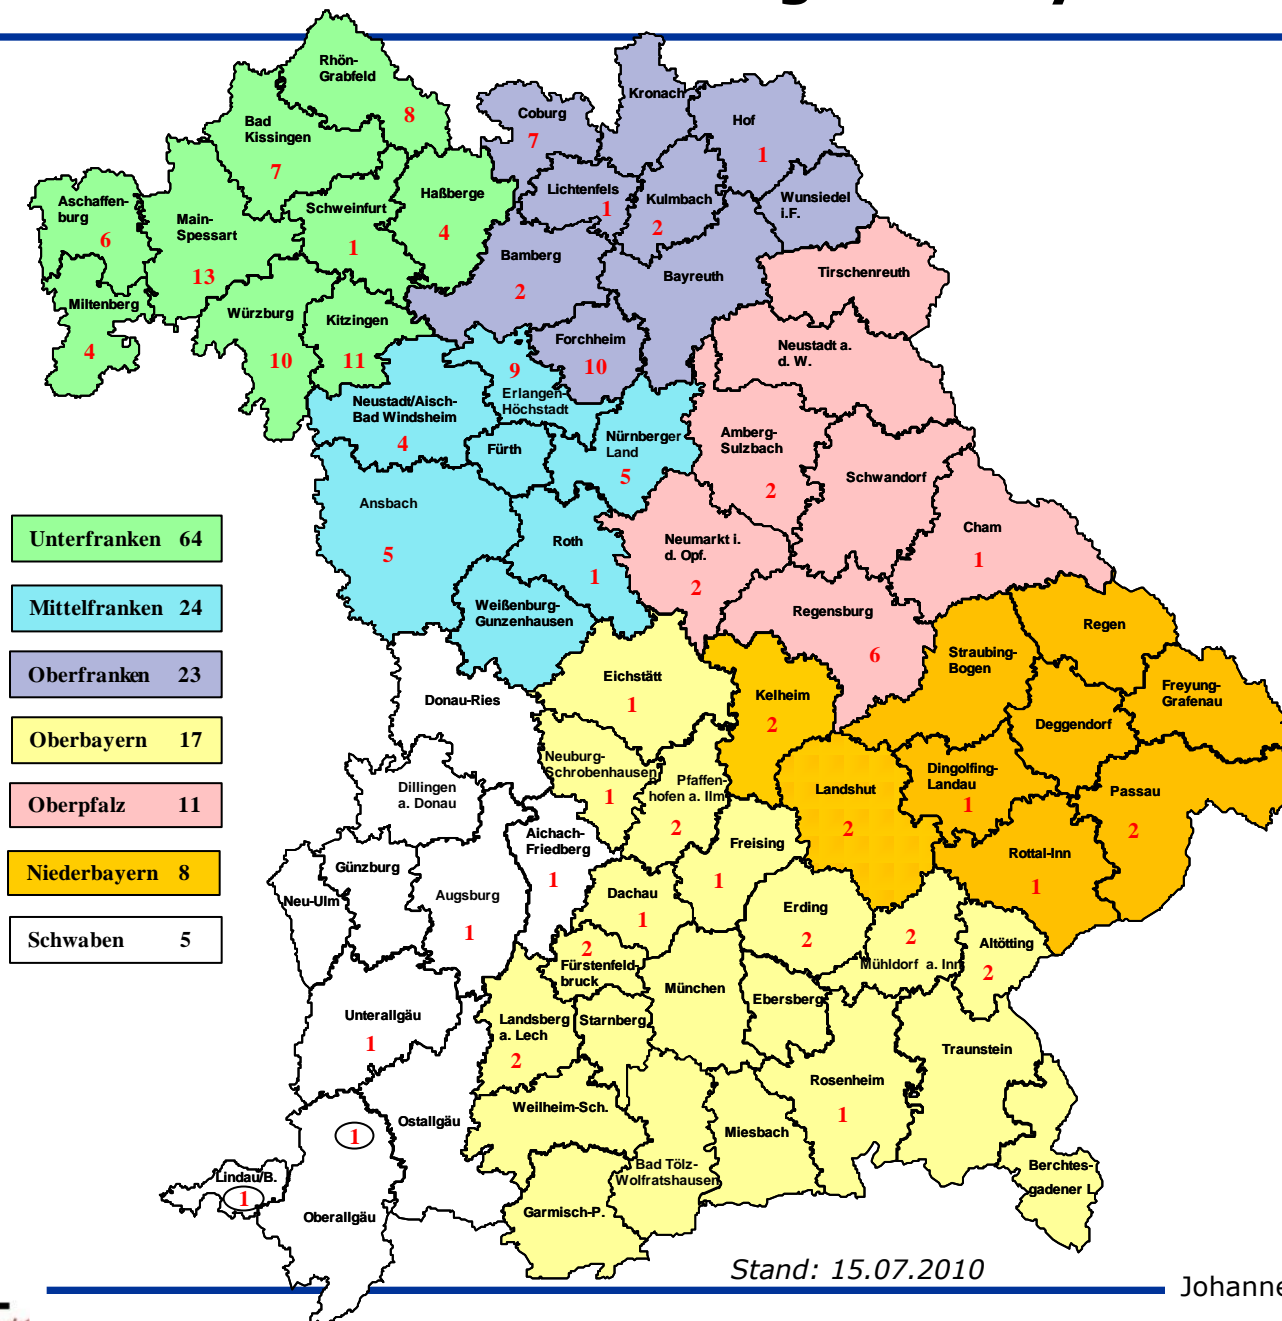 Rhön-
Grabfeld
8
Bad
Kissingen
7
Coburg
7
Kronach
Hof
1
Aschaffen-
burg
6
Main-
Spessart
13
Schweinfurt
1
Haßberge
4
Lichtenfels
1
Kulmbach
2
Wunsiedel
i.F.
Miltenberg
4
Würzburg
10
Kitzingen
11
Bamberg
2
Bayreuth
Tirschenreuth
Forchheim
10
9
Erlangen-
Höchstadt
Neustadt a.
d. W.
Neustadt/Aisch-
Bad Windsheim
4
Fürth
Nürnberger
Land
5
Amberg-
Sulzbach
2
Schwandorf
Ansbach
5
Roth
1
Neumarkt i.
d. Opf.
2
Cham
1
Weißenburg-
Gunzenhausen
Regensburg
6
Unterfranken 64
Mittelfranken 24
Oberfranken 23
Oberbayern 17
Oberpfalz 11
Niederbayern 8
Schwaben 5
Straubing-
Bogen
Regen
Freyung-
Grafenau
Deggendorf
Donau-Ries
Eichstätt
1
Kelheim
2
Neuburg-
Schrobenhausen
1
Pfaffen-
hofen a. Ilm
2
Landshut
2
Dingolfing-
Landau
1
Passau
2
Dillingen
a. Donau
Aichach-
Friedberg
1
Freising
1
Rottal-Inn
1
Günzburg
Neu-Ulm
Augsburg
1
Dachau
1
Erding
2
2
Mühldorf a. Inn
Altötting
2
2
Fürstenfeld-
bruck
München
Ebersberg
Unterallgäu
1
Landsberg
a. Lech
2
Starnberg
Traunstein
Rosenheim
1
Ostallgäu
Weilheim-Sch.
Miesbach
1
Bad Tölz-
Wolfratshausen
Berchtes-
gadener L
Lindau/B.
1
Oberallgäu
Garmisch-P.
Stand: 15.07.2010
Johanne